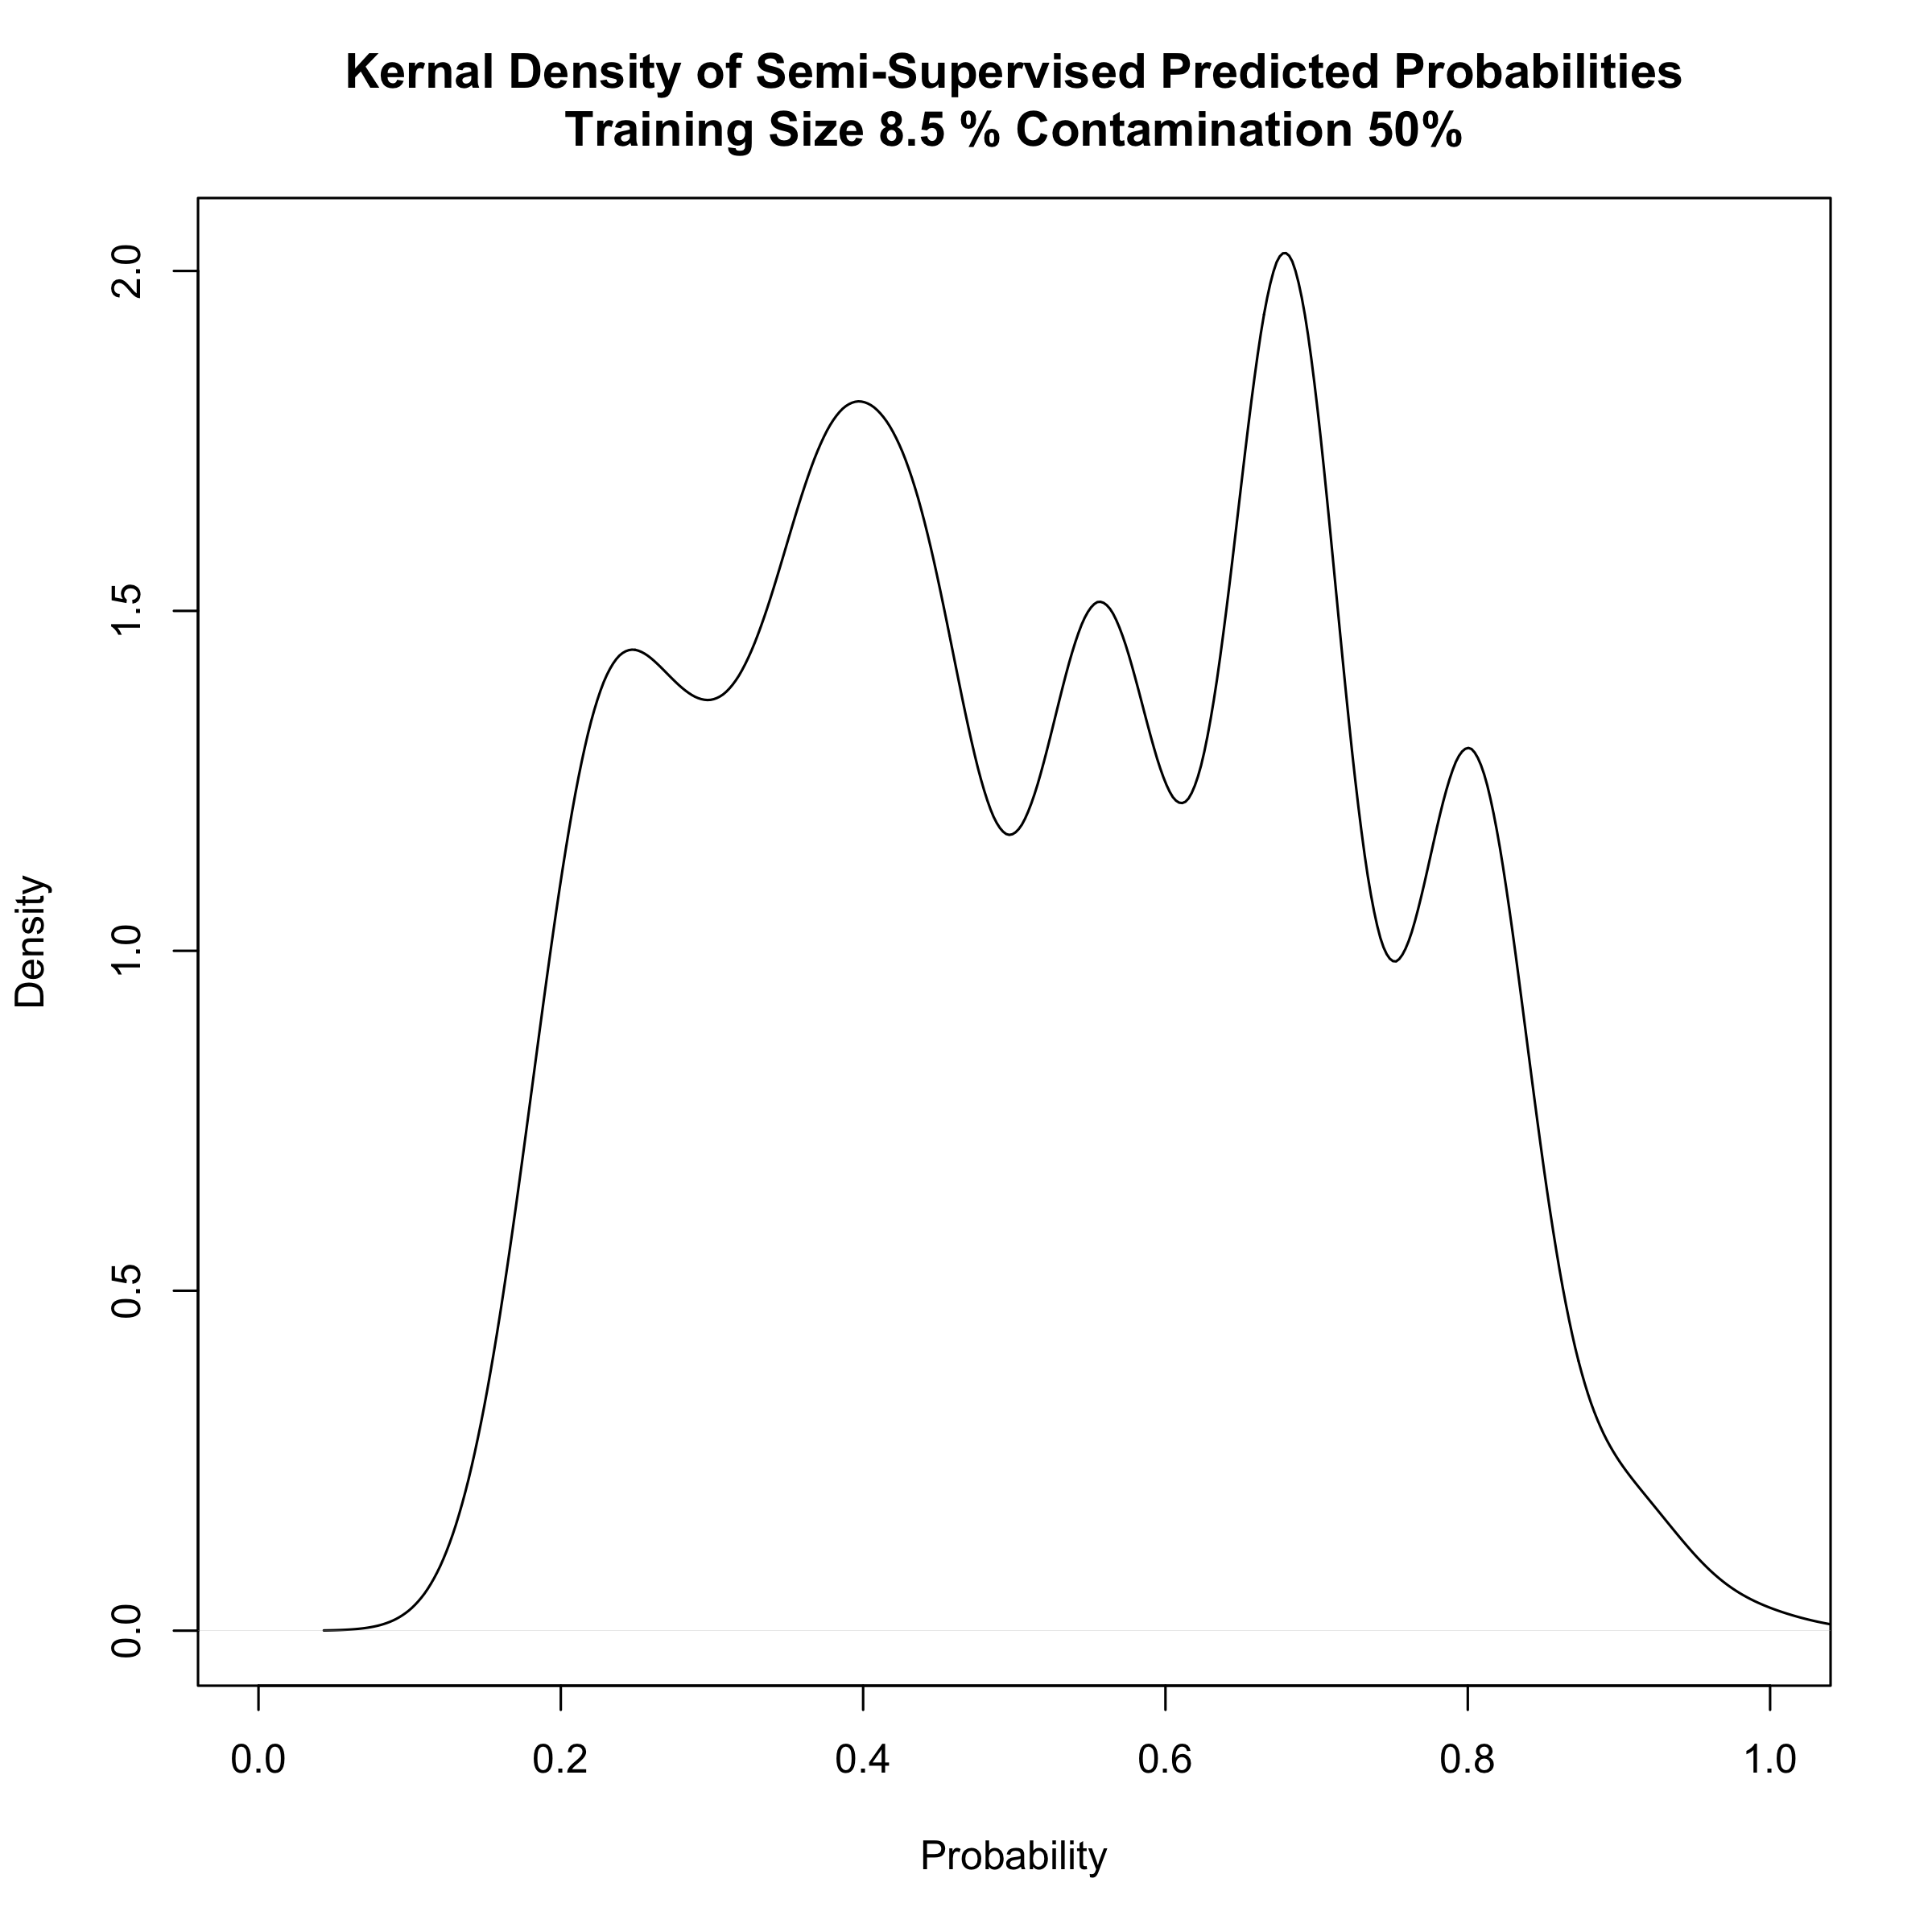 Kernal Density of Semi-Supervised Predicted Probabilities
Training Size 8.5 % Contamination 50%
2.0
1.5
1.0
0.5
0.0
Density
0.0 0.2 0.4 0.6 0.8 1.0
Probability